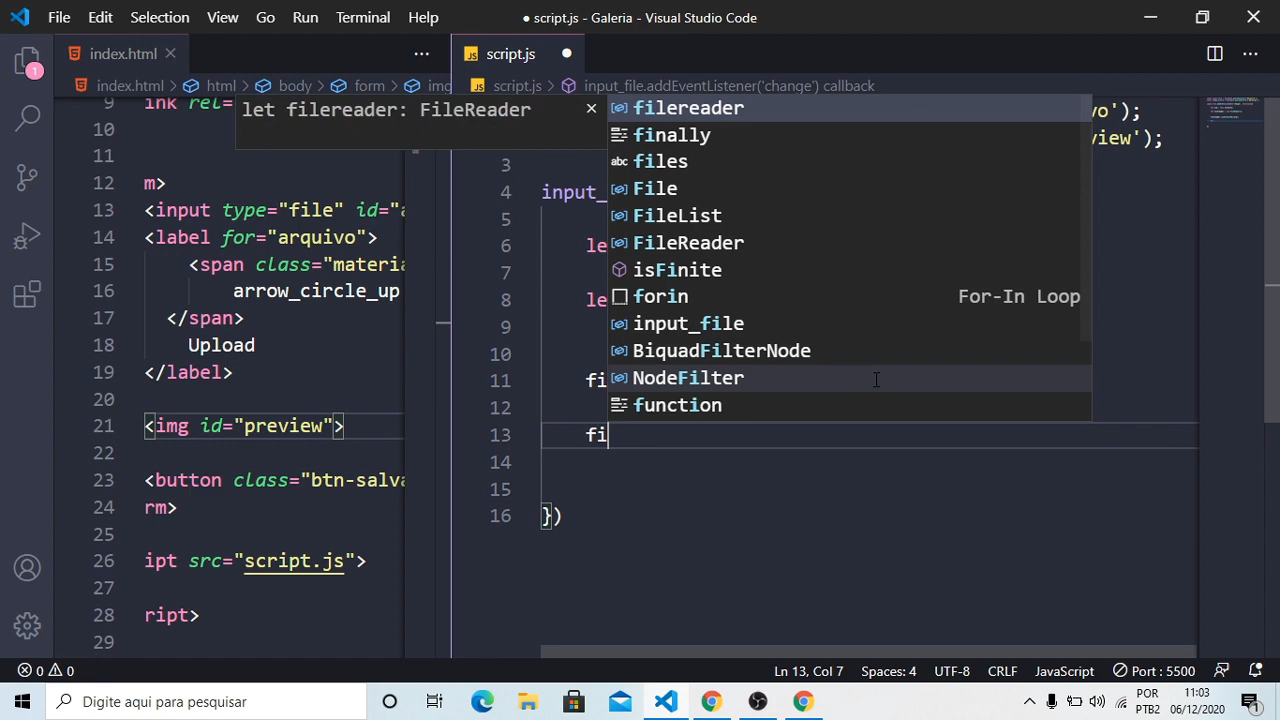 File Edit Selection View Go Run Terminal Help
● script.js - Galeria - Visual Studio Code
index.html
script.js
index.html html body form img
script.js input_file.addEventListener('change') callback
1
9 ink rel=
10
11
12 m>
13 <input type="file" id="a
14 <label for="arquivo">
15 <span class="materia
16 arrow_circle_up
17 </span>
18 Upload
19 </label>
20
21 <img id="preview">
22
23 <button class="btn-salva
24 rm>
25
26 ipt src="script.js">
27
28 ript>
29
let filereader: FileReader
vo');
view');
3
4 input_
5
6 le
7
8 le
9
10
11 fi
12
13 fi
14
15
16 })
filereader
finally
abc files
File
FileList
FileReader
isFinite
forin For-In Loop
input_file
BiquadFilterNode
NodeFilter
function
0 0
Ln 13, Col 7 Spaces: 4 UTF-8 CRLF JavaScript Port : 5500
Digite aqui para pesquisar
POR
PTB2
11:03
06/12/2020
1